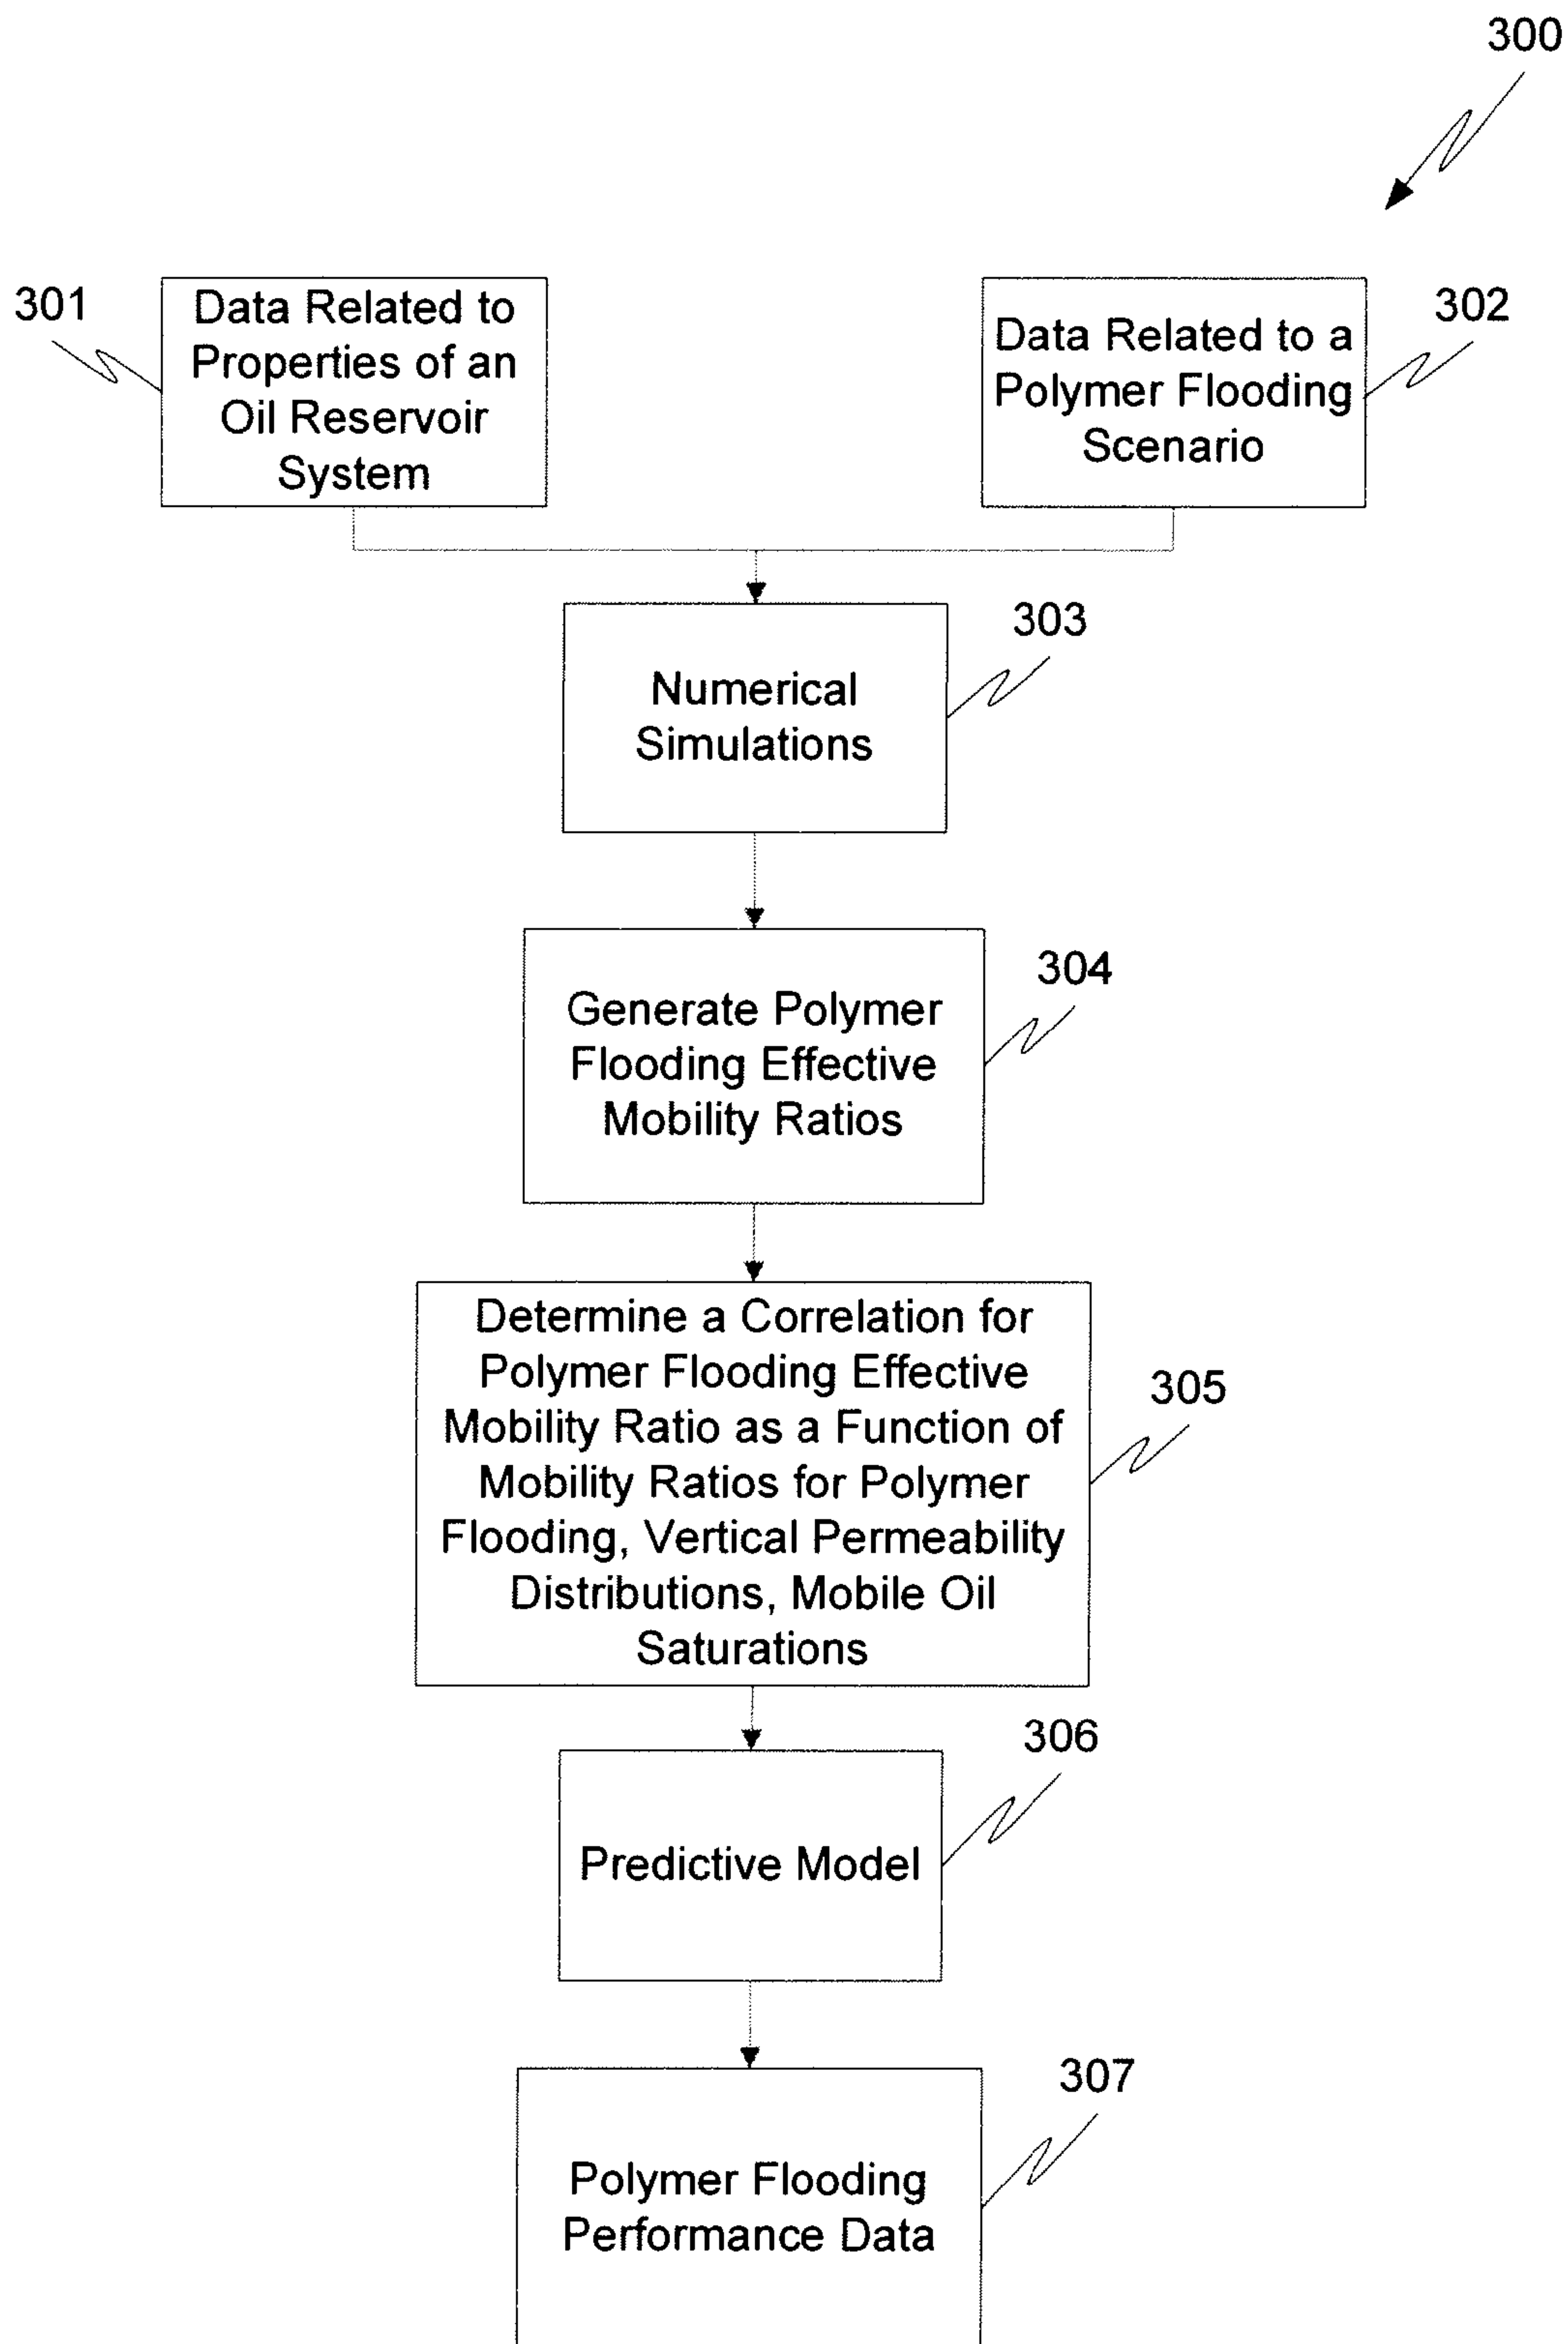 300
301
Data Related to
Properties of an
Oil Reservoir
System
Data Related to a
Polymer Flooding
Scenario
302
303
Numerical
Simulations
304
Generate Polymer
Flooding Effective
Mobility Ratios
Determine a Correlation for
Polymer Flooding Effective
Mobility Ratio as a Function of
Mobility Ratios for Polymer
Flooding, Vertical Permeability
Distributions, Mobile Oil
Saturations
305
306
Predictive Model
307
Polymer Flooding
Performance Data